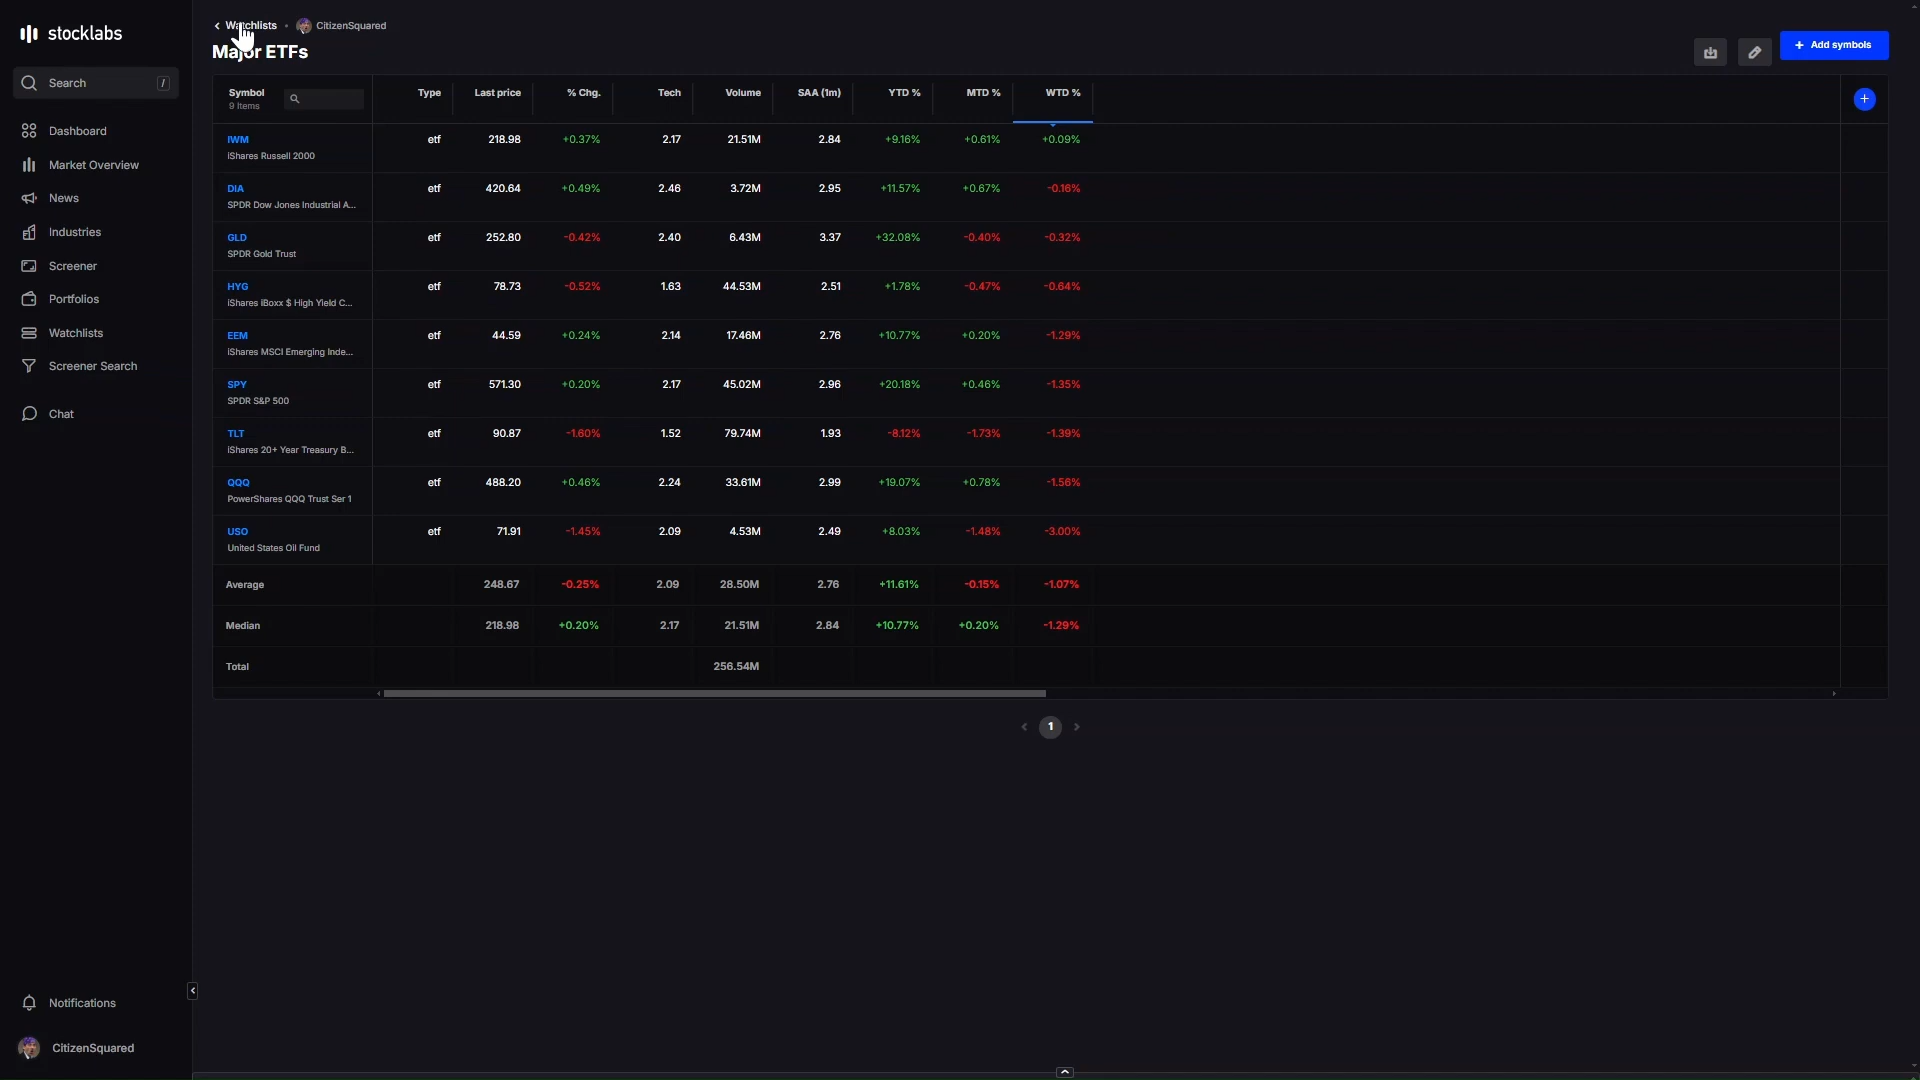 stocklabs
Search /
Dashboard
Market Overview
News
Industries
Screener
Portfolios
Watchlists
Screener Search
Chat
Notifications
CitizenSquared
Watchlists • CitizenSquared
Major ETFs
+ Add symbols
Symbol Type Last price % Chg. Tech Volume SAA (1m) YTD % MTD % WTD %
9 Items
IWM etf 218.98 +0.37% 2.17 21.51M 2.84 +9.16% +0.61% +0.09%
iShares Russell 2000
DIA etf 420.64 +0.49% 2.46 3.72M 2.95 +11.57% +0.67% -0.16%
SPDR Dow Jones Industrial A...
GLD etf 252.80 -0.42% 2.40 6.43M 3.37 +32.08% -0.40% -0.32%
SPDR Gold Trust
HYG etf 78.73 -0.52% 1.63 44.53M 2.51 +1.78% -0.47% -0.64%
iShares iBoxx $ High Yield C...
EEM etf 44.59 +0.24% 2.14 17.46M 2.76 +10.77% +0.20% -1.29%
iShares MSCI Emerging Inde...
SPY etf 571.30 +0.20% 2.17 45.02M 2.96 +20.18% +0.46% -1.35%
SPDR S&P 500
TLT etf 90.87 -1.60% 1.52 79.74M 1.93 -8.12% -1.73% -1.39%
iShares 20+ Year Treasury B...
QQQ etf 488.20 +0.46% 2.24 33.61M 2.99 +19.07% +0.78% -1.56%
PowerShares QQQ Trust Ser 1
USO etf 71.91 -1.45% 2.09 4.53M 2.49 +8.03% -1.48% -3.00%
United States Oil Fund
Average 248.67 -0.25% 2.09 28.50M 2.76 +11.61% -0.15% -1.07%
Median 218.98 +0.20% 2.17 21.51M 2.84 +10.77% +0.20% -1.29%
Total 256.54M
1